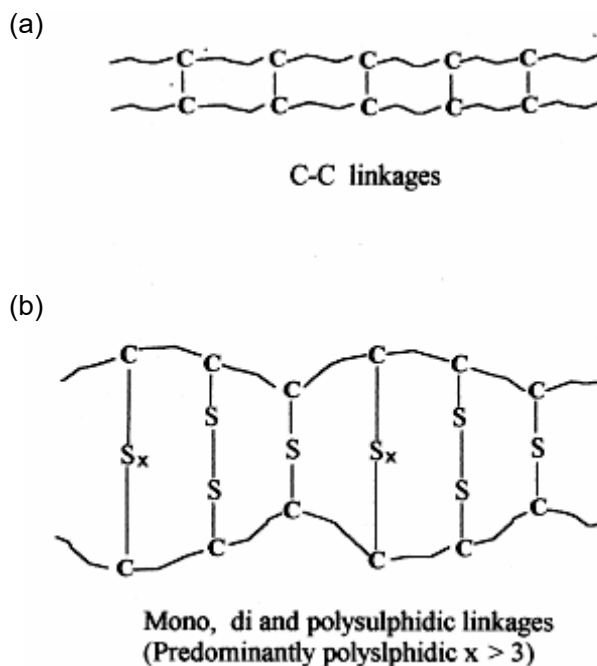 (a)
C C C C C
C C C C C
C-C linkages
(b)
C C C C C C
S S
Sx S Sx S
S S
C C C C C C
Mono, di and polysulphidic linkages
(Predominantly polyslphidic x > 3)